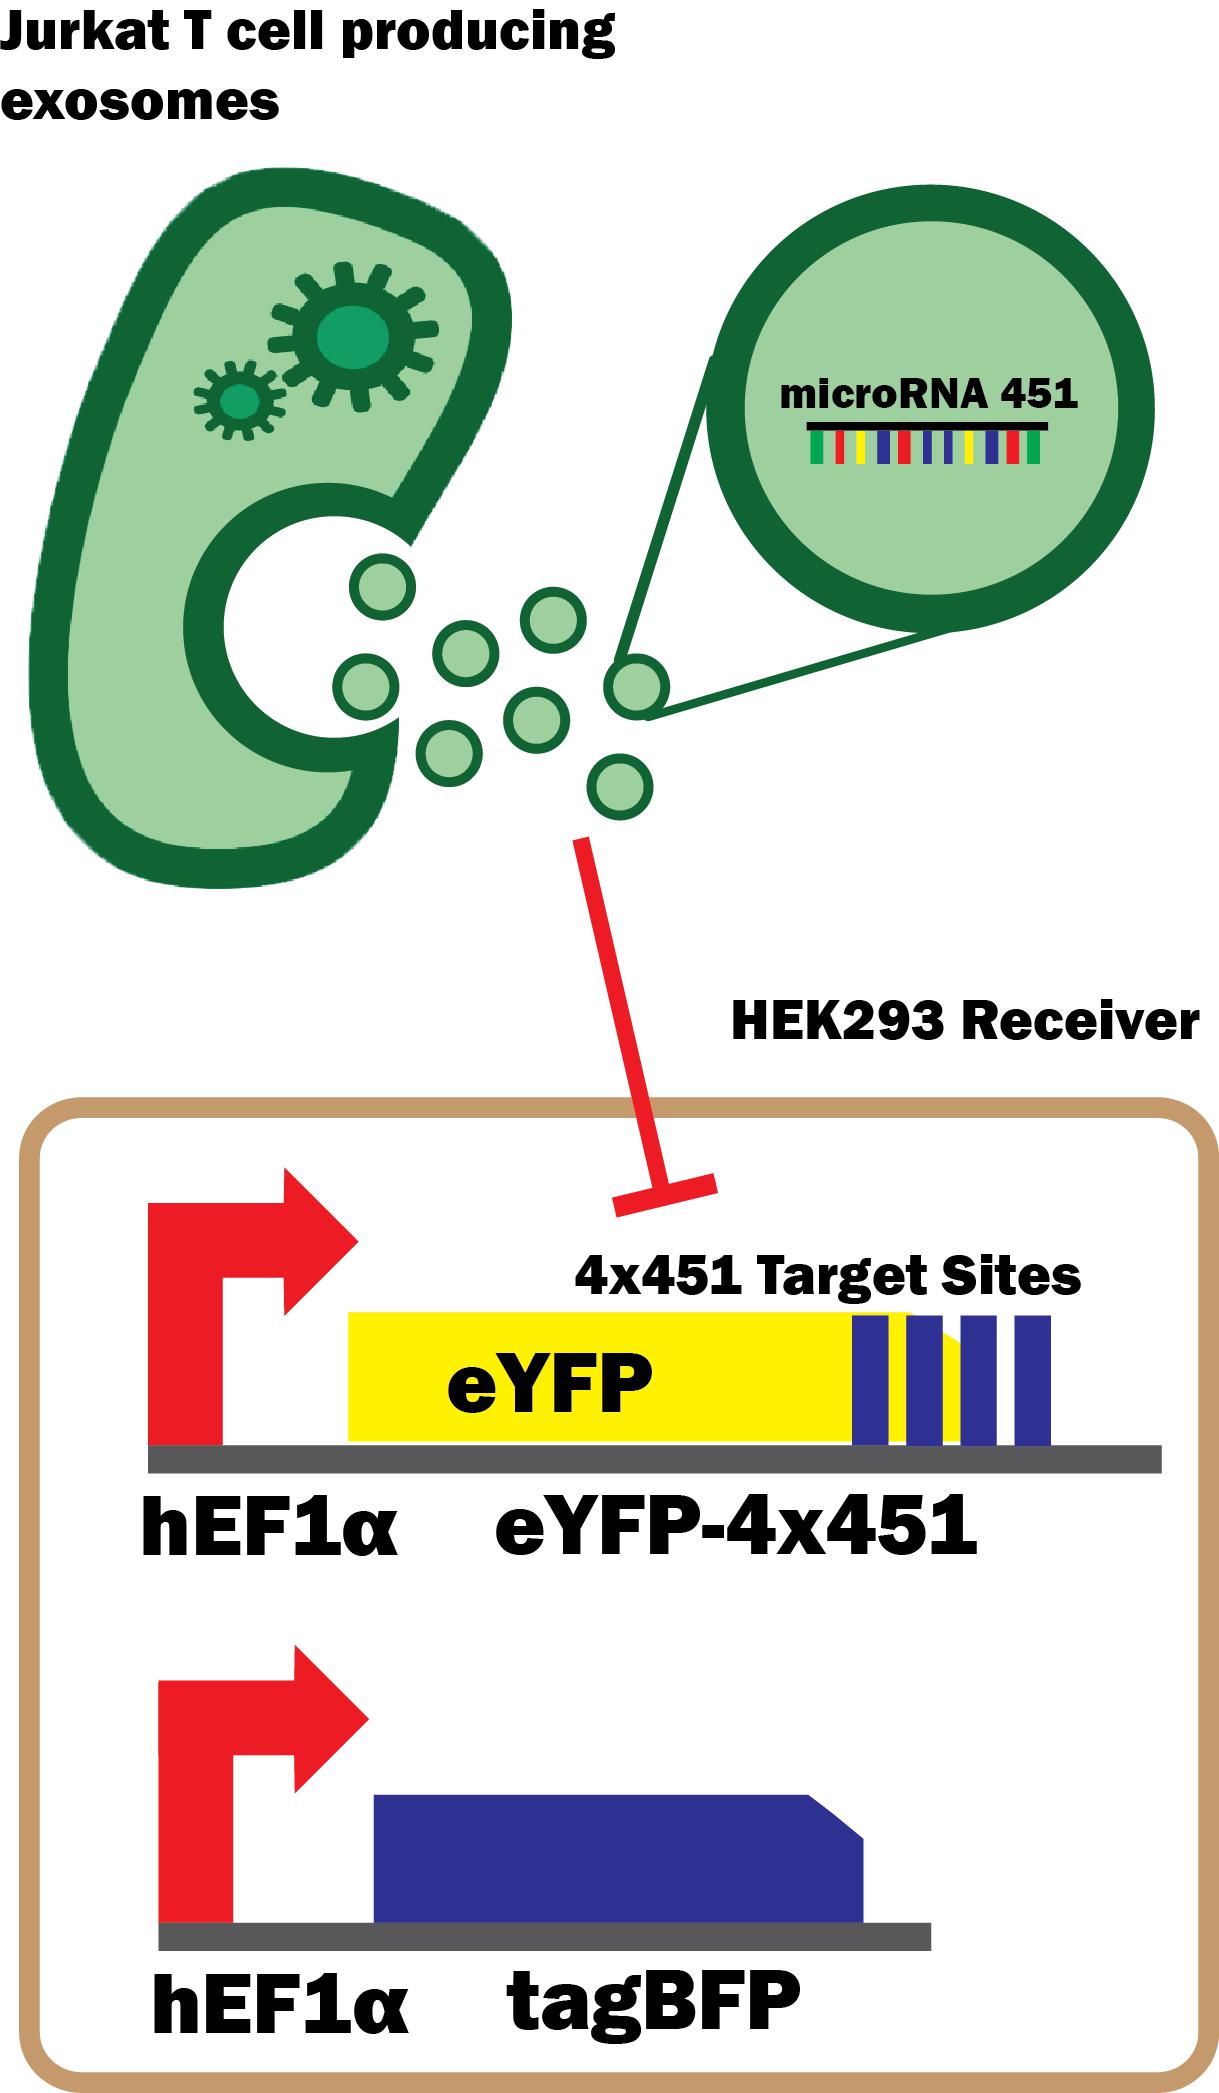 Jurkat T cell producing
exosomes
microRNA 451
HEK293 Receiver
4x451 Target Sites
eYFP
hEF1α eYFP-4x451
hEF1α tagBFP